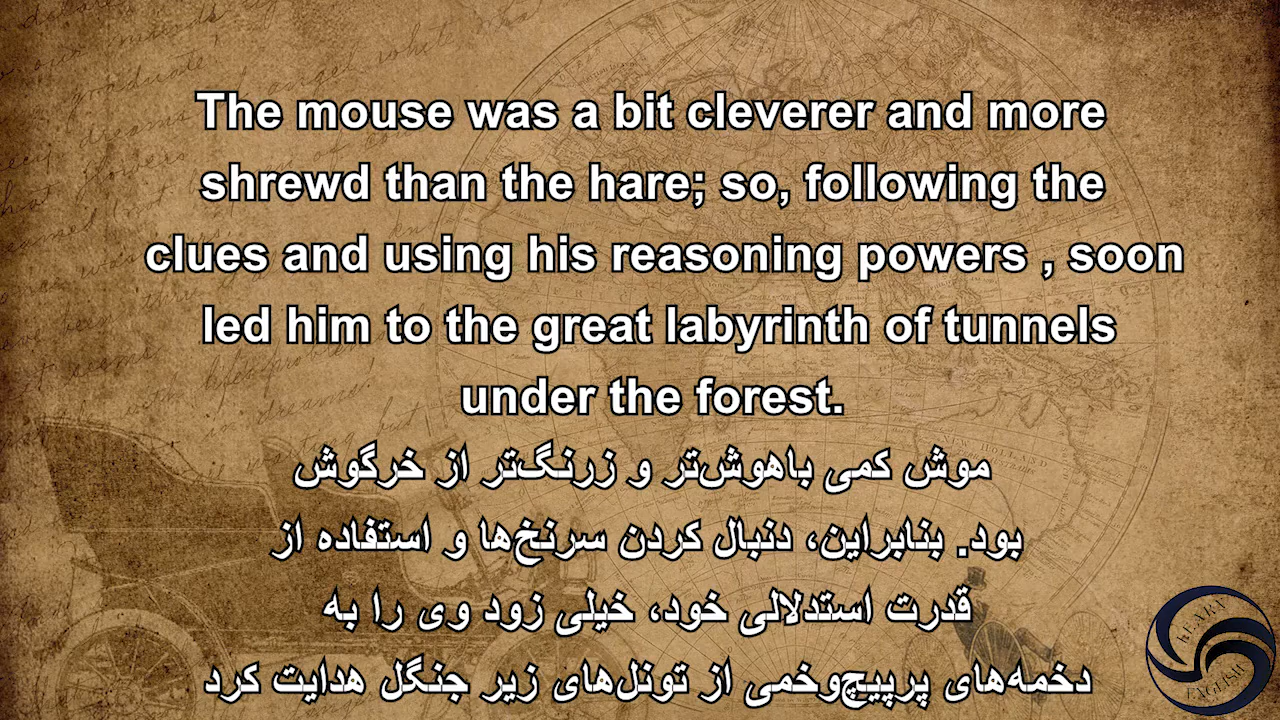 The mouse was a bit cleverer and more
shrewd than the hare; so, following the
clues and using his reasoning powers , soon
led him to the great labyrinth of tunnels
under the forest.
موش کمی باهوش‌تر و زرنگ‌تر از خرگوش
بود. بنابراین، دنبال کردن سرنخ‌ها و استفاده از
قدرت استدلالی خود، خیلی زود وی را به
دخمه‌های پرپیچ‌وخمی از تونل‌های زیر جنگل هدایت کرد
LEARN
ENGLISH